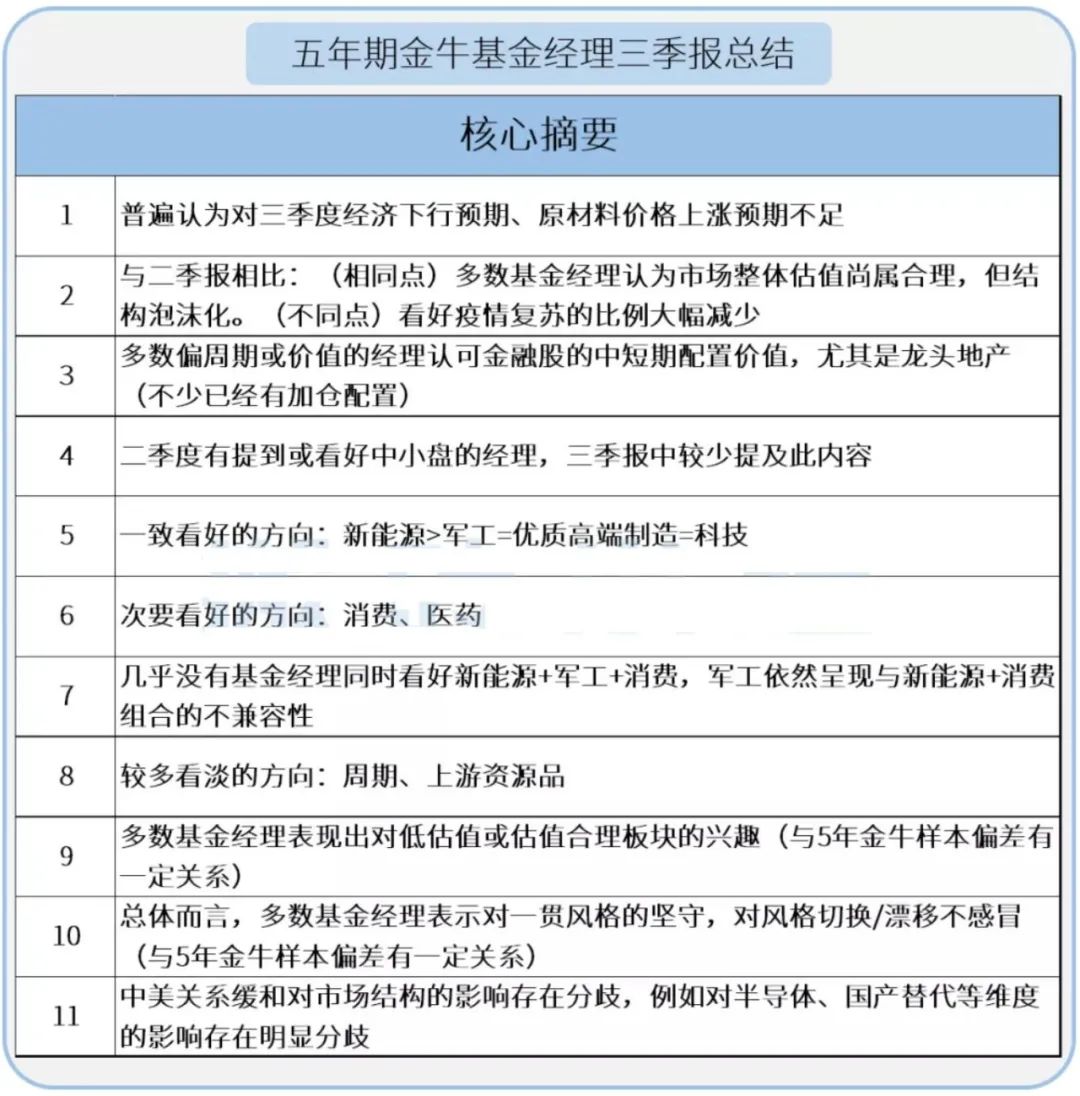 五年期金牛基金经理三季报总结
核心摘要
1 普遍认为对三季度经济下行预期、原材料价格上涨预期不足
2 与二季报相比：（相同点）多数基金经理认为市场整体估值尚属合理，但结
构泡沫化。（不同点）看好疫情复苏的比例大幅减少
3 多数偏周期或价值的经理认可金融股的中短期配置价值，尤其是龙头地产
（不少已经有加仓配置）
4 二季度有提到或看好中小盘的经理，三季报中较少提及此内容
5 一致看好的方向：新能源>军工=优质高端制造=科技
6 次要看好的方向：消费、医药
7 几乎没有基金经理同时看好新能源+军工+消费，军工依然呈现与新能源+消费
组合的不兼容性
8 较多看淡的方向：周期、上游资源品
9 多数基金经理表现出对低估值或估值合理板块的兴趣（与5年金牛样本偏差有
一定关系）
10 总体而言，多数基金经理表示对一贯风格的坚守，对风格切换/漂移不感冒
（与5年金牛样本偏差有一定关系）
11 中美关系缓和对市场结构的影响存在分歧，例如对半导体、国产替代等维度
的影响存在明显分歧